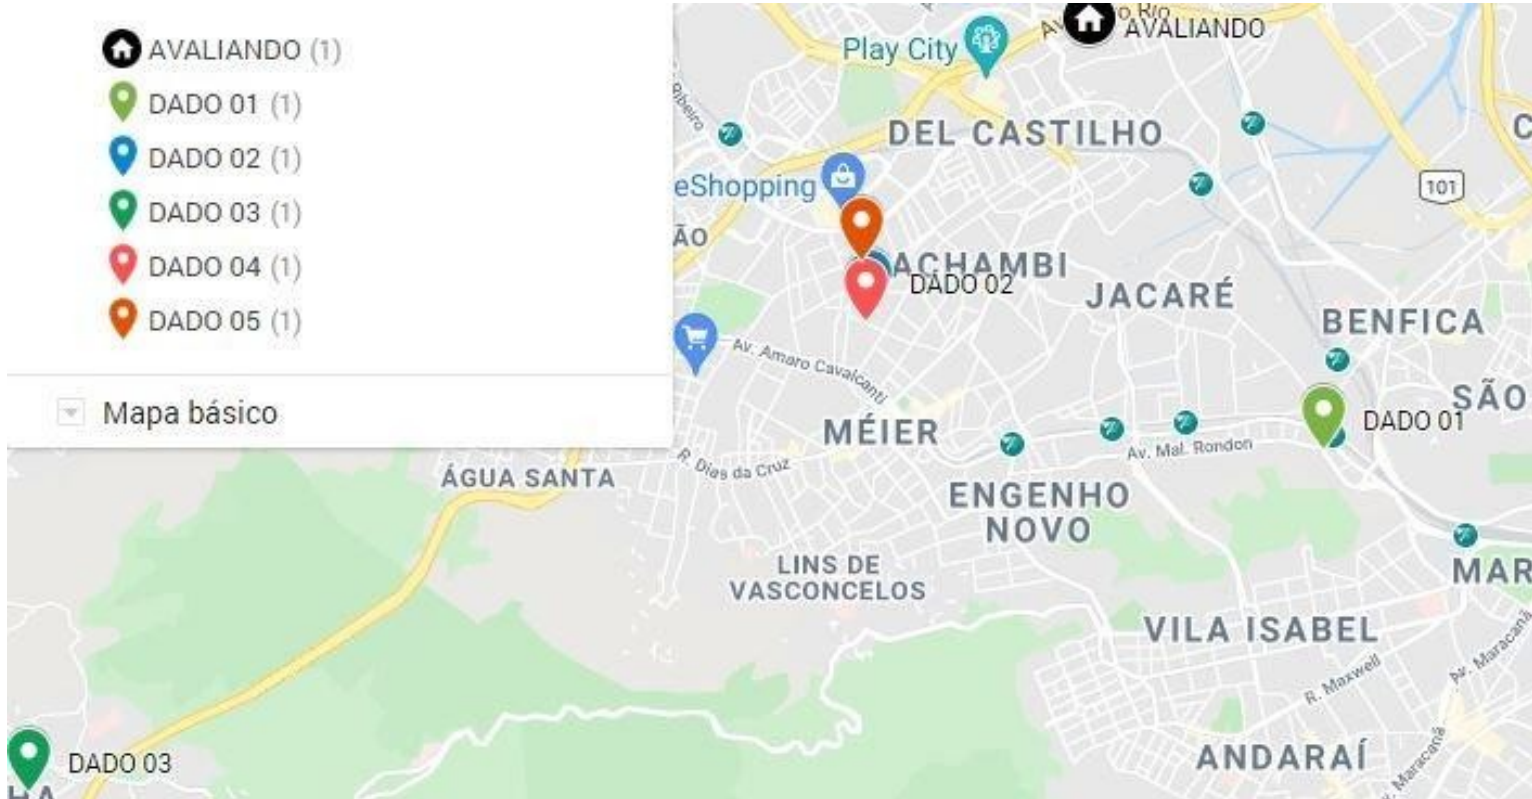 AVALIANDO (1)
DADO 01 (1)
DADO 02 (1)
DADO 03 (1)
DADO 04 (1)
DADO 05 (1)
Mapa básico
AVALIANDO
Play City
Ribeiro
DEL CASTILHO
eShopping
101
ÃO
ACHAMBI
DADO 02
JACARÉ
BENFICA
Av. Amaro Cavalcanti
SÃO
DADO 01
MÉIER
Av. Mal. Rondon
R. Dias da Cruz
ÁGUA SANTA
ENGENHO
NOVO
LINS DE
VASCONCELOS
MAR
VILA ISABEL
Av. Maracanã
R. Maxwell
ANDARAÍ
Maracanã
DADO 03
HA